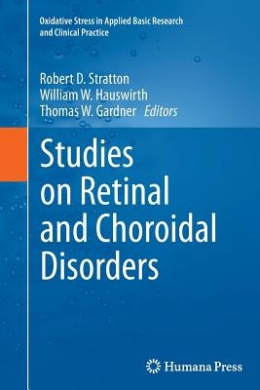 Oxidative Stress in Applied Basic Research
and Clinical Practice
Robert D. Stratton
William W. Hauswirth
Thomas W. Gardner Editors
Studies
on Retinal
and Choroidal
Disorders
Humana Press